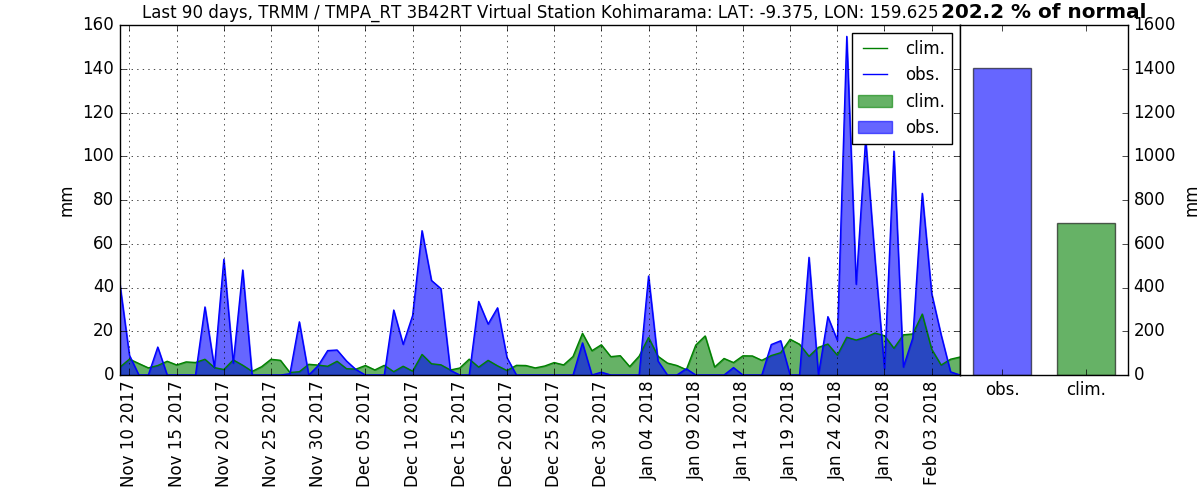 Last 90 days, TRMM / TMPA_RT 3B42RT Virtual Station Kohimarama: LAT: -9.375, LON: 159.625 202.2 % of normal
160
140
120
100
80
60
40
20
0
mm
clim.
obs.
clim.
obs.
1600
1400
1200
1000
800
600
400
200
0
mm
Nov 10 2017
Nov 15 2017
Nov 20 2017
Nov 25 2017
Nov 30 2017
Dec 05 2017
Dec 10 2017
Dec 15 2017
Dec 20 2017
Dec 25 2017
Dec 30 2017
Jan 04 2018
Jan 09 2018
Jan 14 2018
Jan 19 2018
Jan 24 2018
Jan 29 2018
Feb 03 2018
obs. clim.